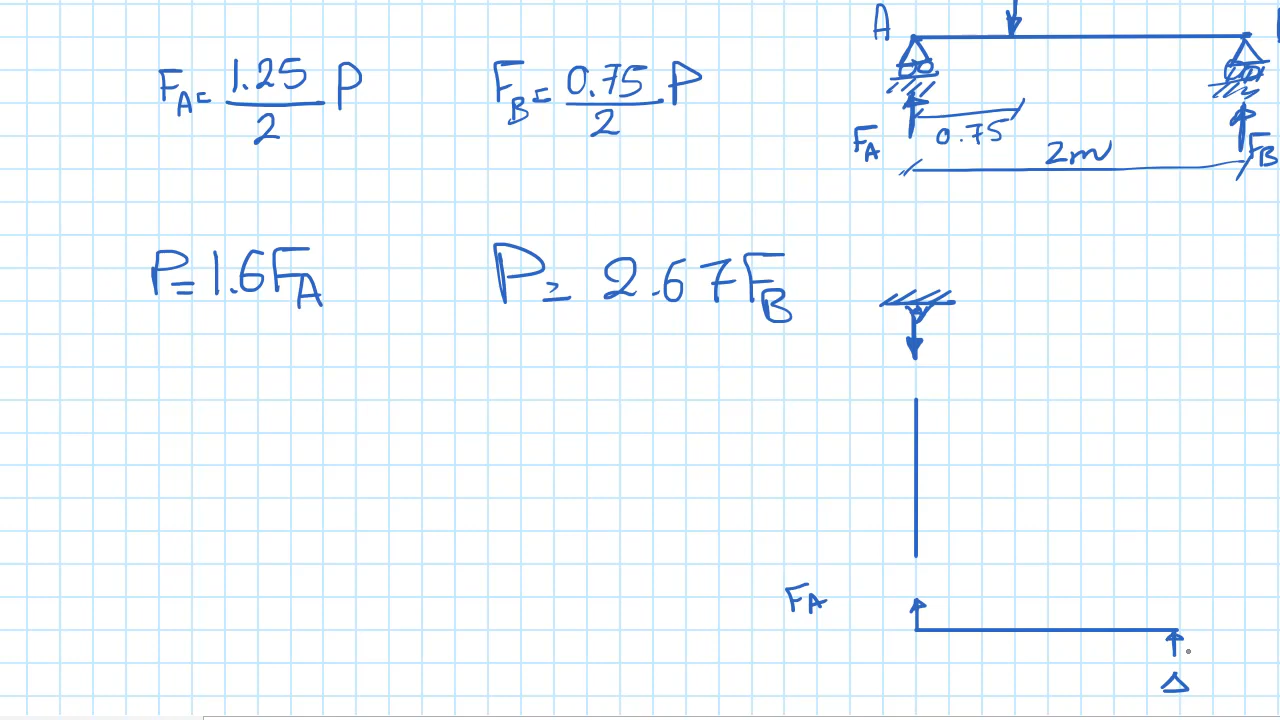 A
F_A = 1.25/2 P
F_B = 0.75/2 P
F_A
0.75
2m
F_B
P = 1.6 F_A
P = 2.67 F_B
F_A